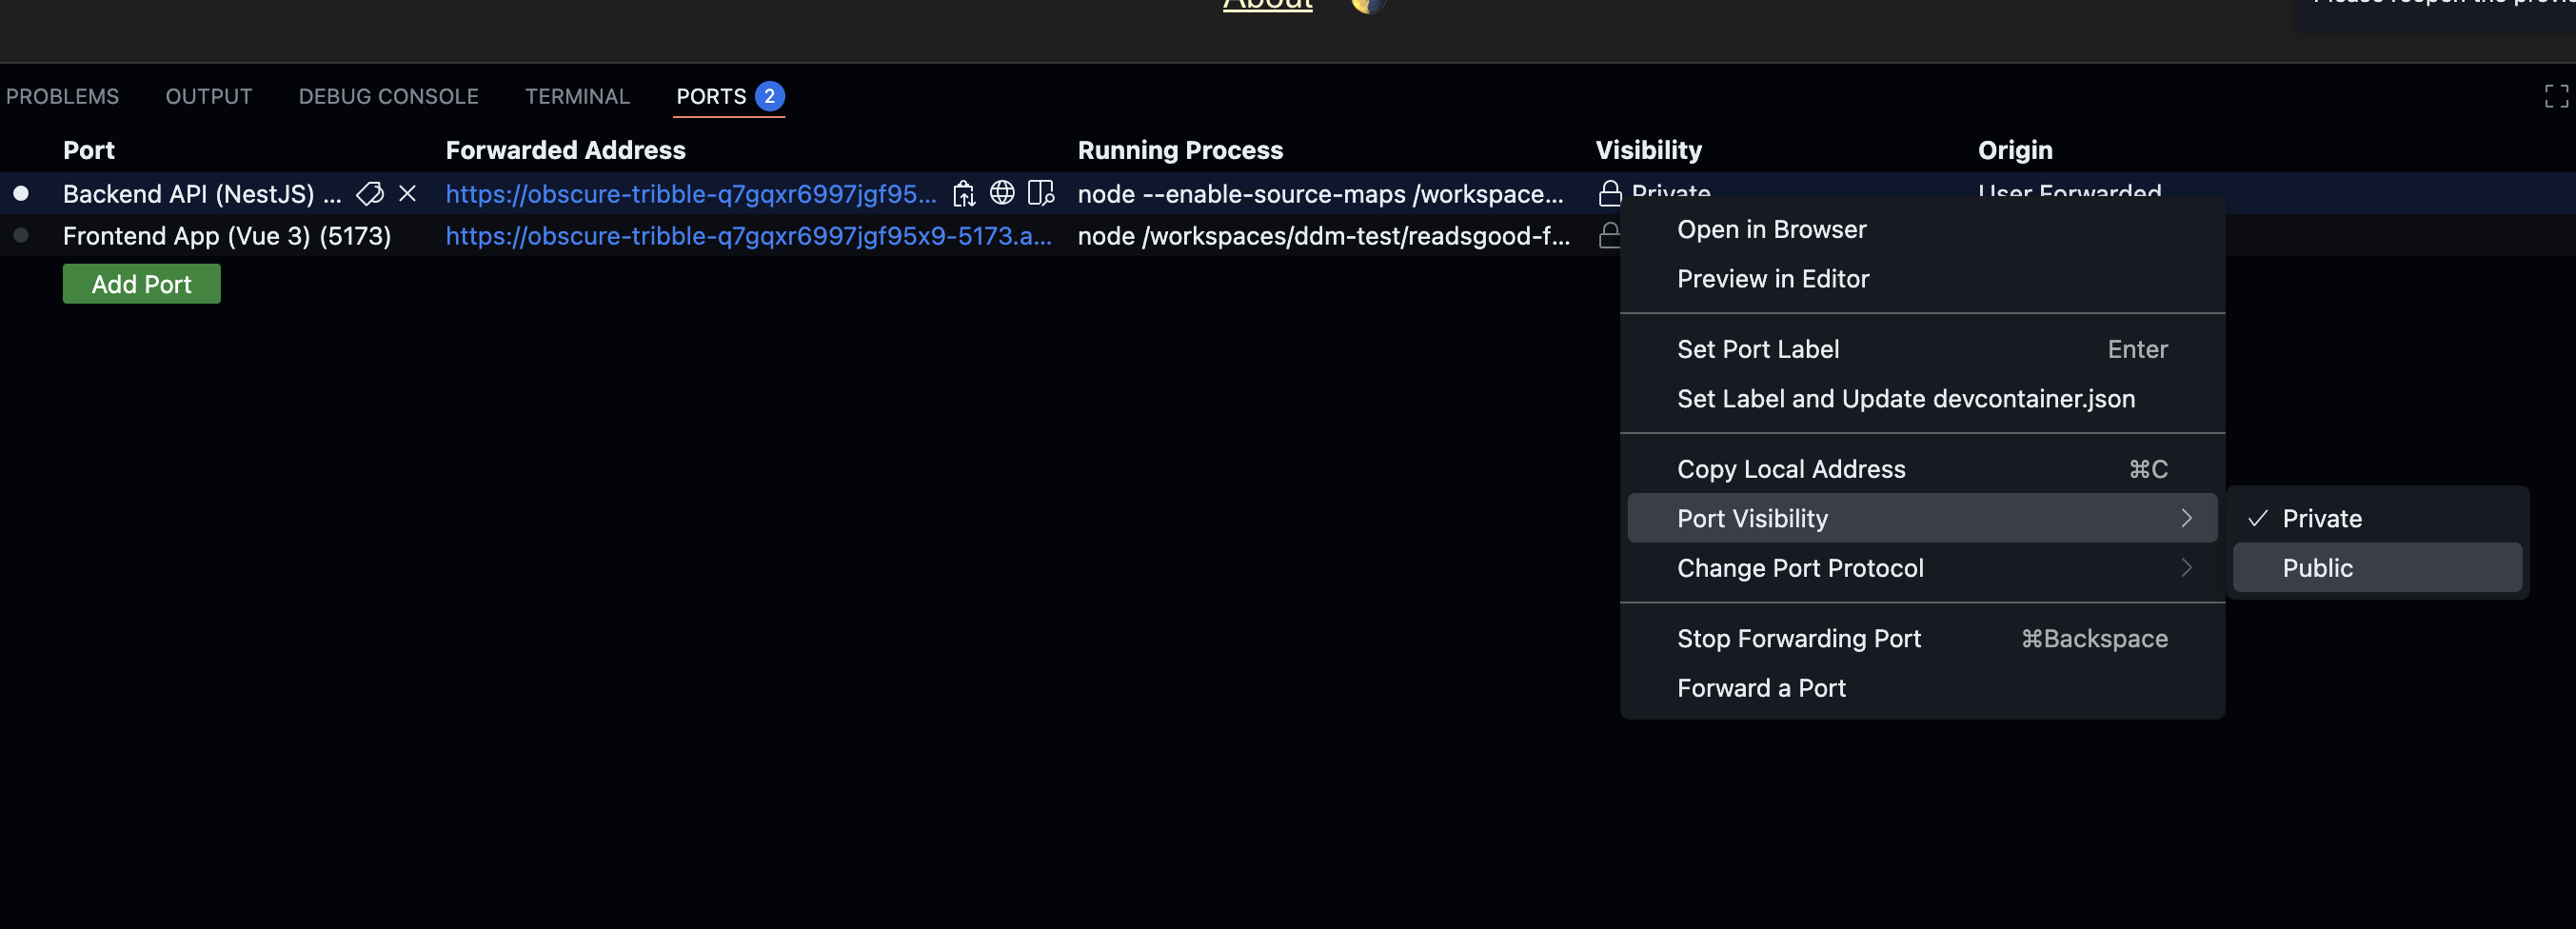 About
Please reopen the
PROBLEMS OUTPUT DEBUG CONSOLE TERMINAL PORTS 2
Port Forwarded Address Running Process Visibility Origin
Backend API (NestJS) ... https://obscure-tribble-q7gqxr6997jgf95... node --enable-source-maps /workspace... Private User Forwarded
Frontend App (Vue 3) (5173) https://obscure-tribble-q7gqxr6997jgf95x9-5173.a... node /workspaces/ddm-test/readsgood-f...
Add Port
Open in Browser
Preview in Editor
Set Port Label Enter
Set Label and Update devcontainer.json
Copy Local Address ⌘C
Port Visibility
Change Port Protocol
Stop Forwarding Port ⌘Backspace
Forward a Port
Private
Public